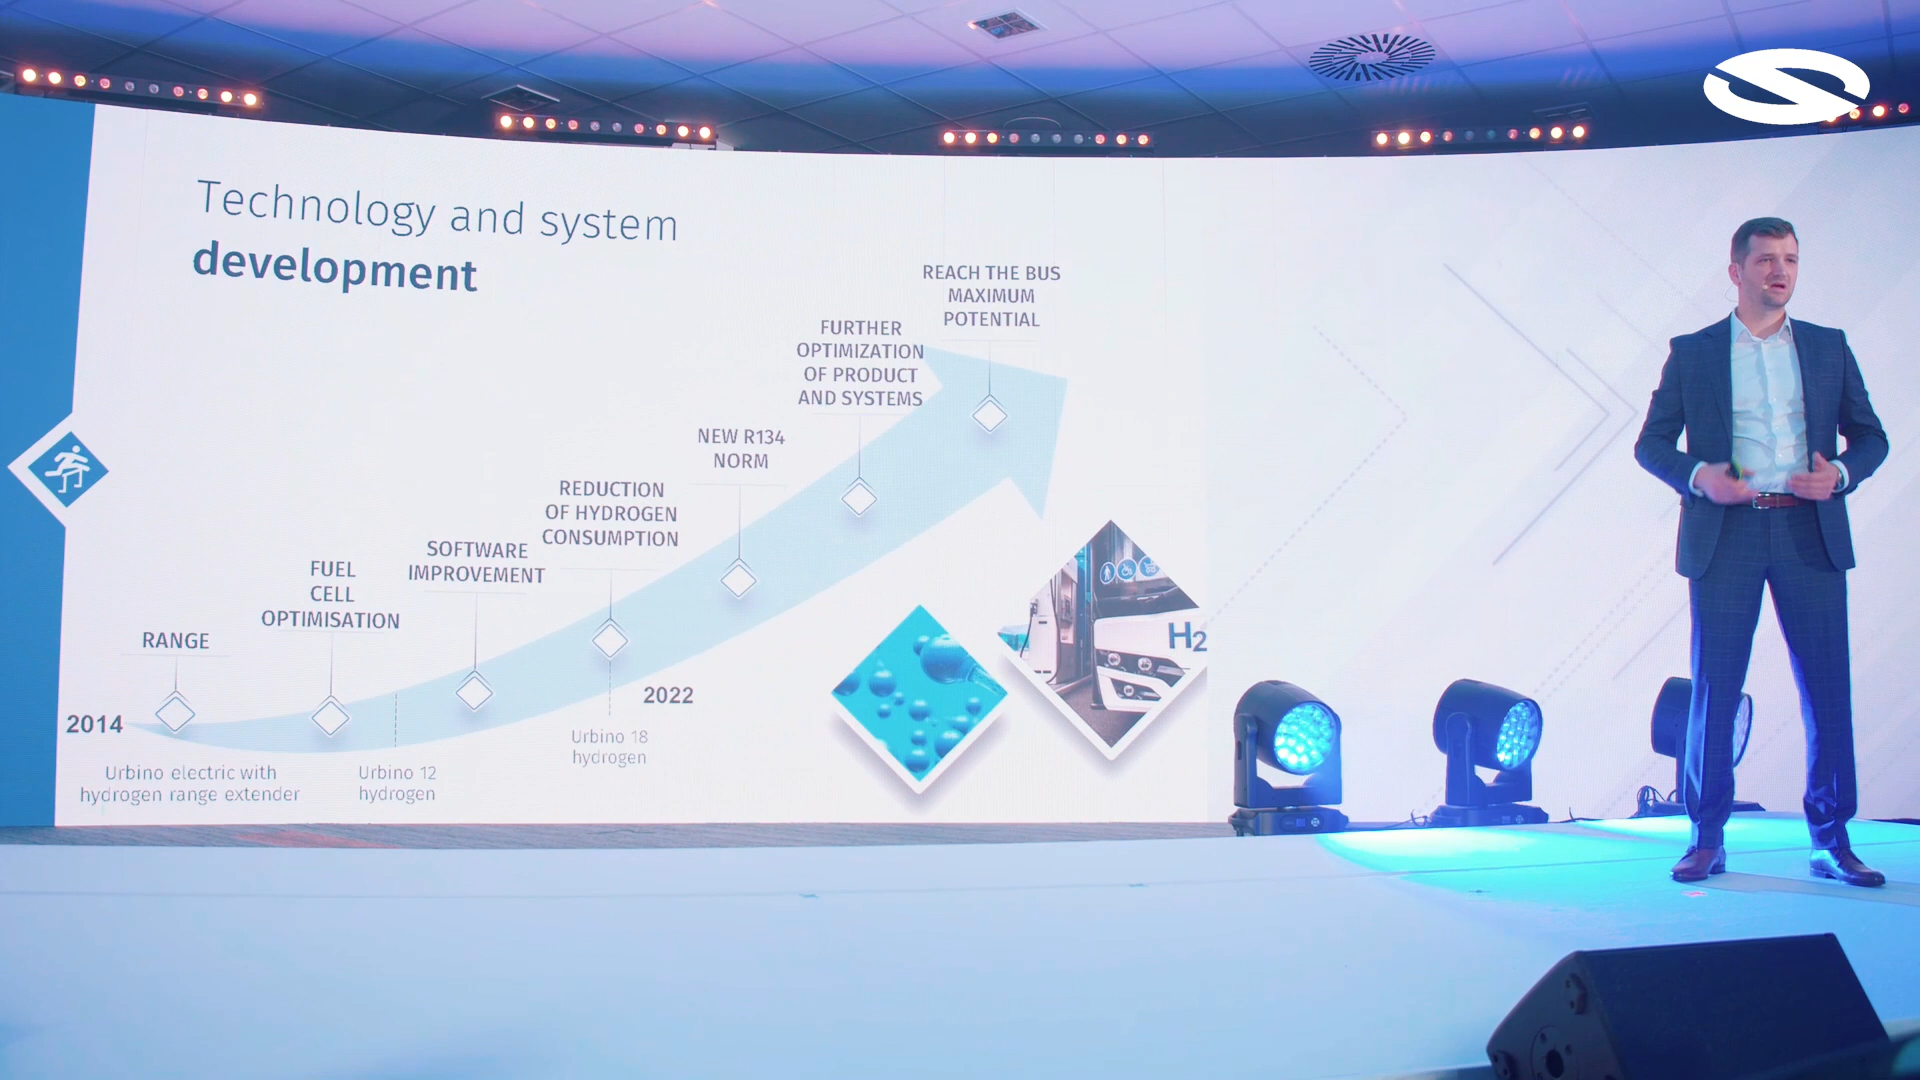 Technology and system
development
REACH THE BUS
MAXIMUM
POTENTIAL
FURTHER
OPTIMIZATION
OF PRODUCT
AND SYSTEMS
NEW R134
NORM
REDUCTION
OF HYDROGEN
CONSUMPTION
SOFTWARE
IMPROVEMENT
FUEL
CELL
OPTIMISATION
RANGE
2014
2022
Urbino electric with
hydrogen range extender
Urbino 12
hydrogen
Urbino 18
hydrogen
H2